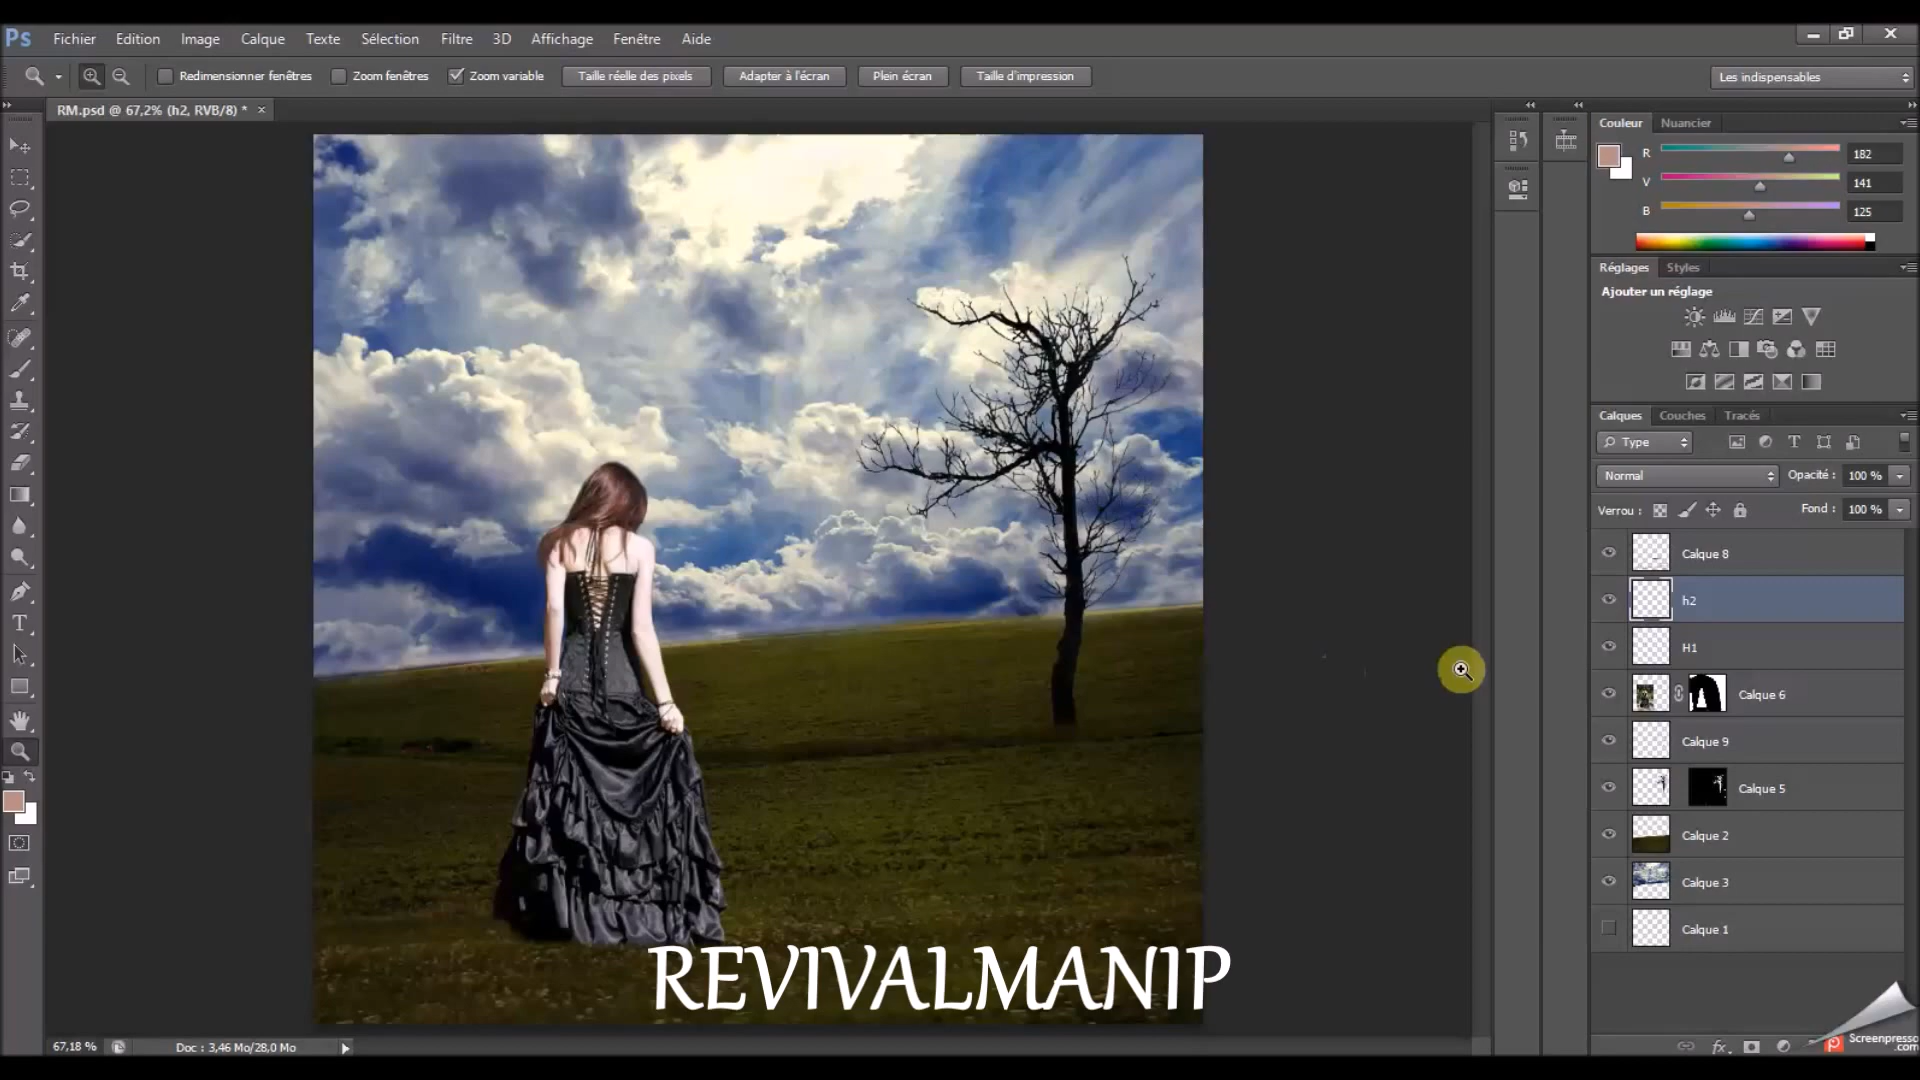 Ps Fichier Edition Image Calque Texte Sélection Filtre 3D Affichage Fenêtre Aide
Redimensionner fenêtres Zoom fenêtres Zoom variable Taille réelle des pixels Adapter à l'écran Plein écran Taille d'impression Les indispensables
RM.psd @ 67,2% (h2, RVB/8) * ×
Couleur Nuancier
R 182
V 141
B 125
Réglages Styles
Ajouter un réglage
Calques Couches Tracés
Type
Normal Opacité : 100 %
Verrou : Fond : 100 %
Calque 8
h2
H1
Calque 6
Calque 9
Calque 5
Calque 2
Calque 3
Calque 1
REVIVALMANIP
67,18 % Doc : 3,46 Mo/28,0 Mo
fx.
Screenpresso
.com